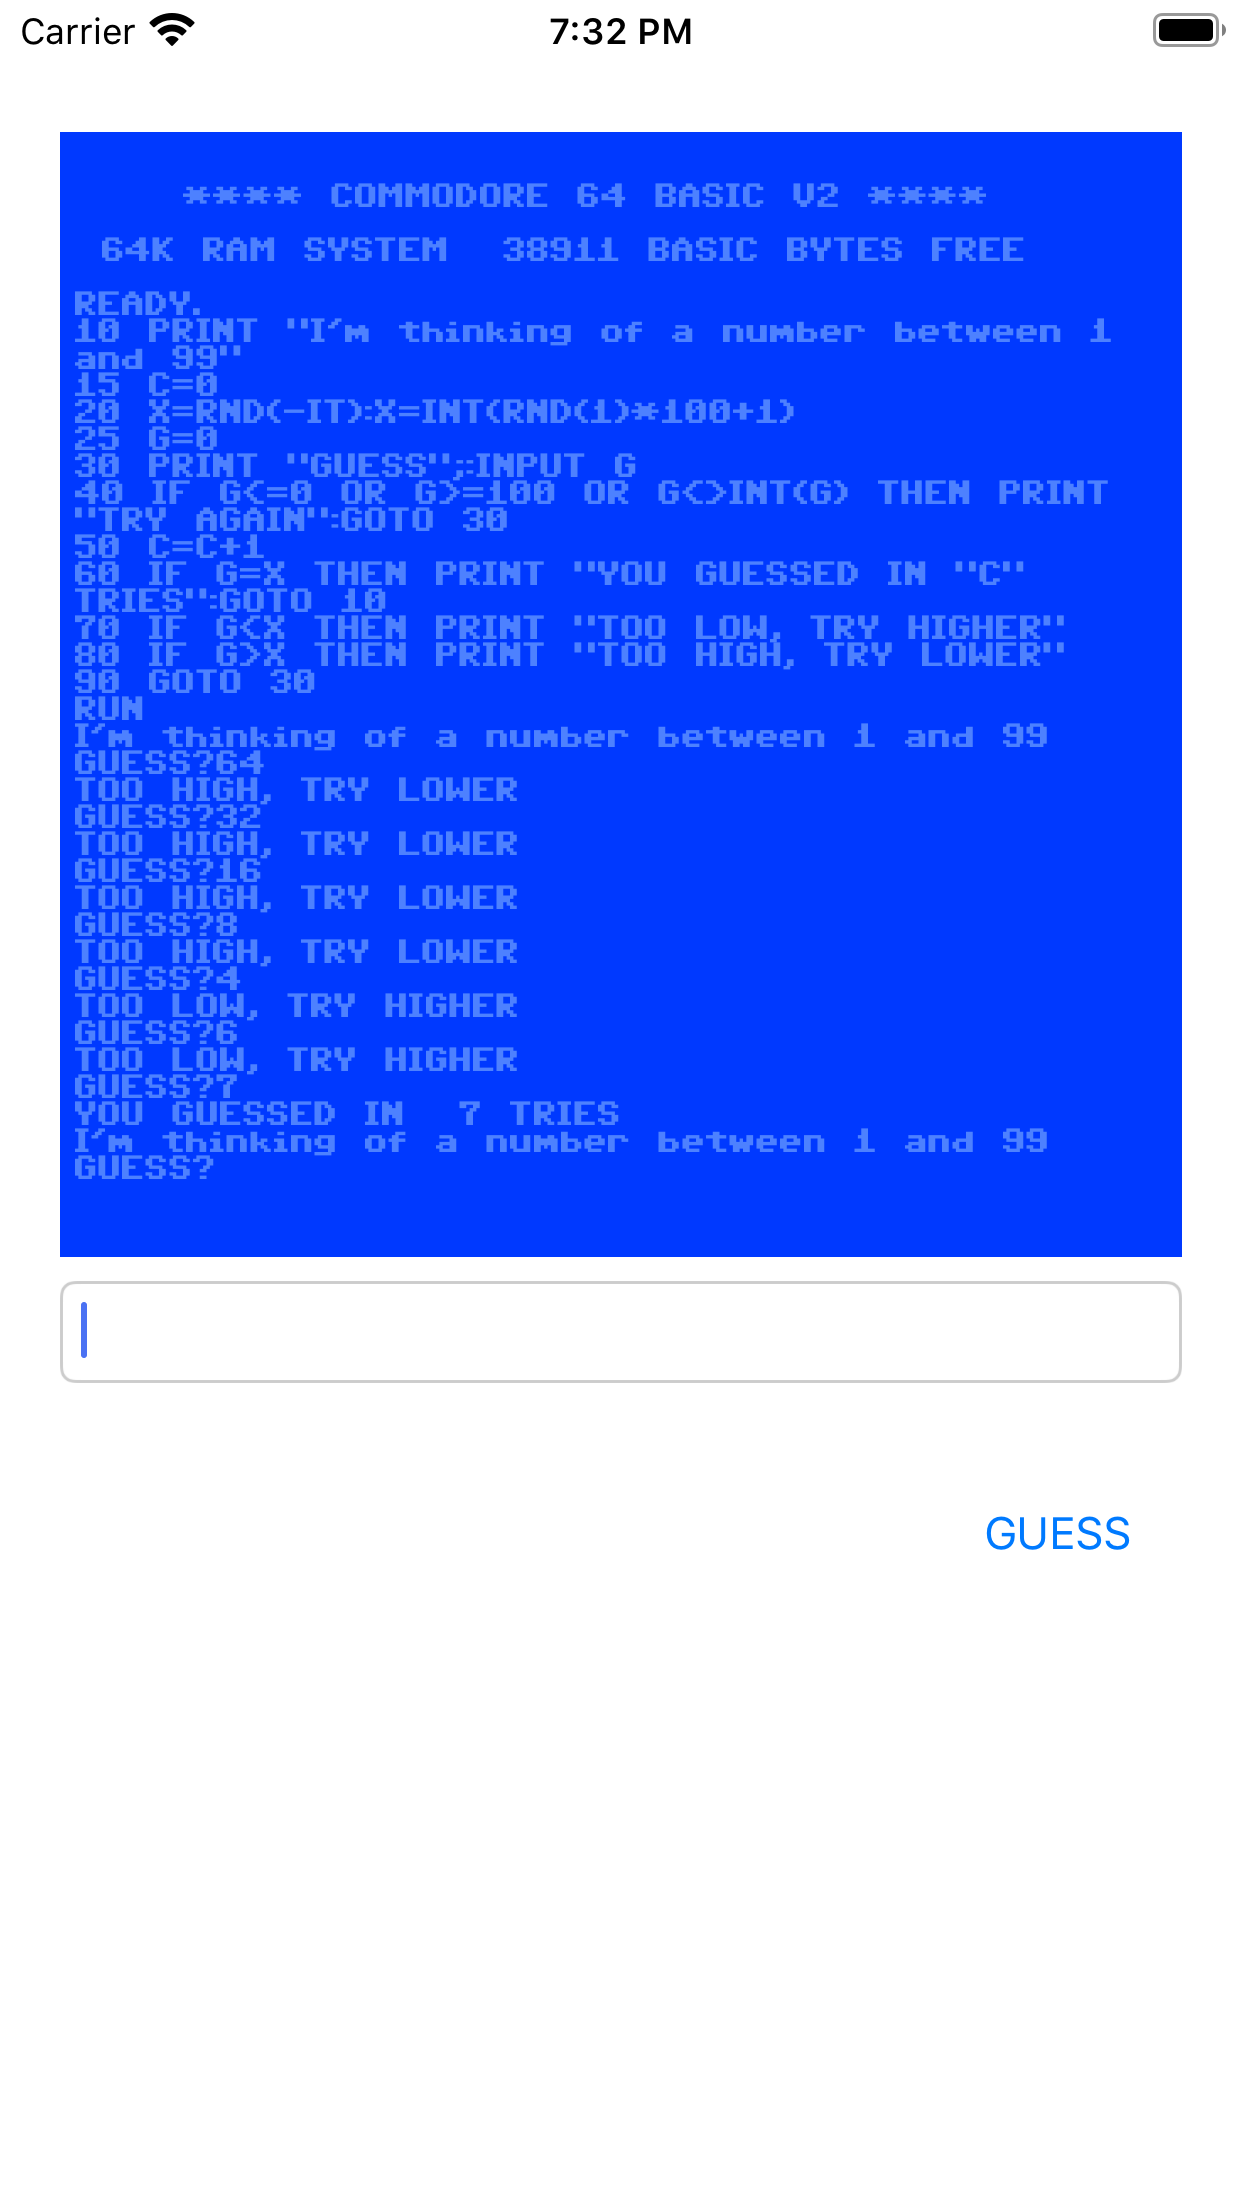 Carrier 7:32 PM
**** COMMODORE 64 BASIC V2 ****
64K RAM SYSTEM 38911 BASIC BYTES FREE
READY.
10 PRINT "I'm thinking of a number between 1
and 99"
15 C=0
20 X=RND(-IT):X=INT(RND(1)*100+1)
25 G=0
30 PRINT "GUESS";:INPUT G
40 IF G<=0 OR G>=100 OR G<>INT(G) THEN PRINT
"TRY AGAIN":GOTO 30
50 C=C+1
60 IF G=X THEN PRINT "YOU GUESSED IN "C"
TRIES":GOTO 10
70 IF G<X THEN PRINT "TOO LOW, TRY HIGHER"
80 IF G>X THEN PRINT "TOO HIGH, TRY LOWER"
90 GOTO 30
RUN
I'm thinking of a number between 1 and 99
GUESS?64
TOO HIGH, TRY LOWER
GUESS?32
TOO HIGH, TRY LOWER
GUESS?16
TOO HIGH, TRY LOWER
GUESS?8
TOO HIGH, TRY LOWER
GUESS?4
TOO LOW, TRY HIGHER
GUESS?6
TOO LOW, TRY HIGHER
GUESS?7
YOU GUESSED IN 7 TRIES
I'm thinking of a number between 1 and 99
GUESS?
GUESS